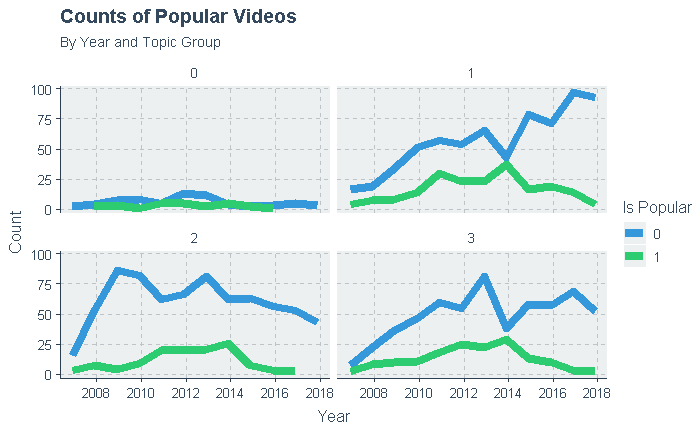 Counts of Popular Videos
By Year and Topic Group
0 1
100
75
50
25
0
2 3
100
75
50
25
0
2008 2010 2012 2014 2016 2018 2008 2010 2012 2014 2016 2018
Year
Count
Is Popular
0
1